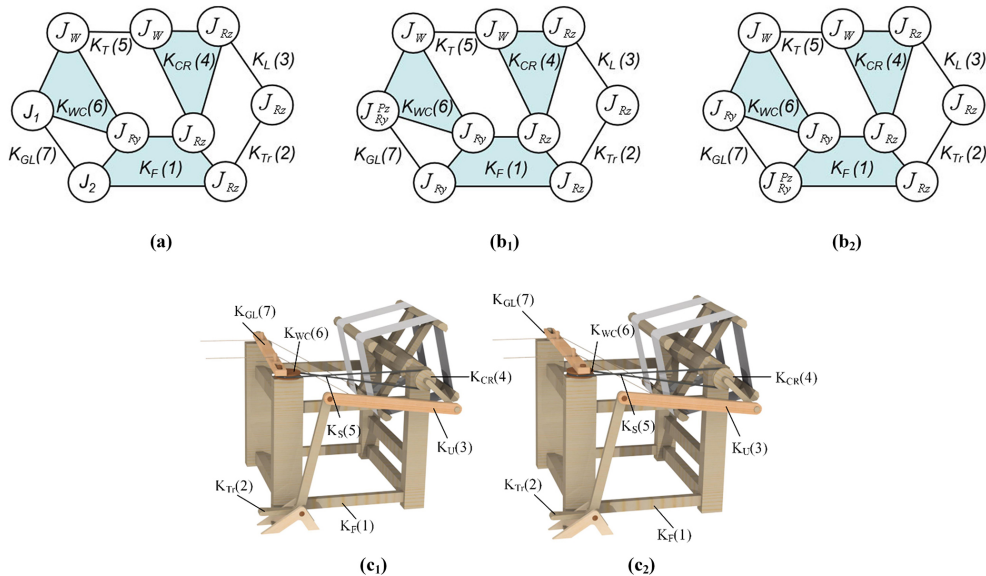 J_W J_W J_Rz
K_T (5) K_CR (4) K_L (3)
J_1 K_WC (6) J_Ry J_Rz J_Rz
K_GL (7) K_F (1) K_Tr (2)
J_2 J_Rz
(a)
J_W J_W J_Rz
K_T (5) K_CR (4) K_L (3)
J_Ry^Pz K_WC (6) J_Ry J_Rz J_Rz
K_GL (7) K_F (1) K_Tr (2)
J_Ry J_Rz
(b₁)
J_W J_W J_Rz
K_T (5) K_CR (4) K_L (3)
J_Ry K_WC (6) J_Ry J_Rz J_Rz
K_GL (7) K_F (1) K_Tr (2)
J_Ry^Pz J_Rz
(b₂)
K_GL(7)
K_WC(6)
K_CR(4)
K_S(5)
K_U(3)
K_Tr(2)
K_F(1)
(c₁)
K_GL(7)
K_WC(6)
K_CR(4)
K_S(5)
K_U(3)
K_Tr(2)
K_F(1)
(c₂)